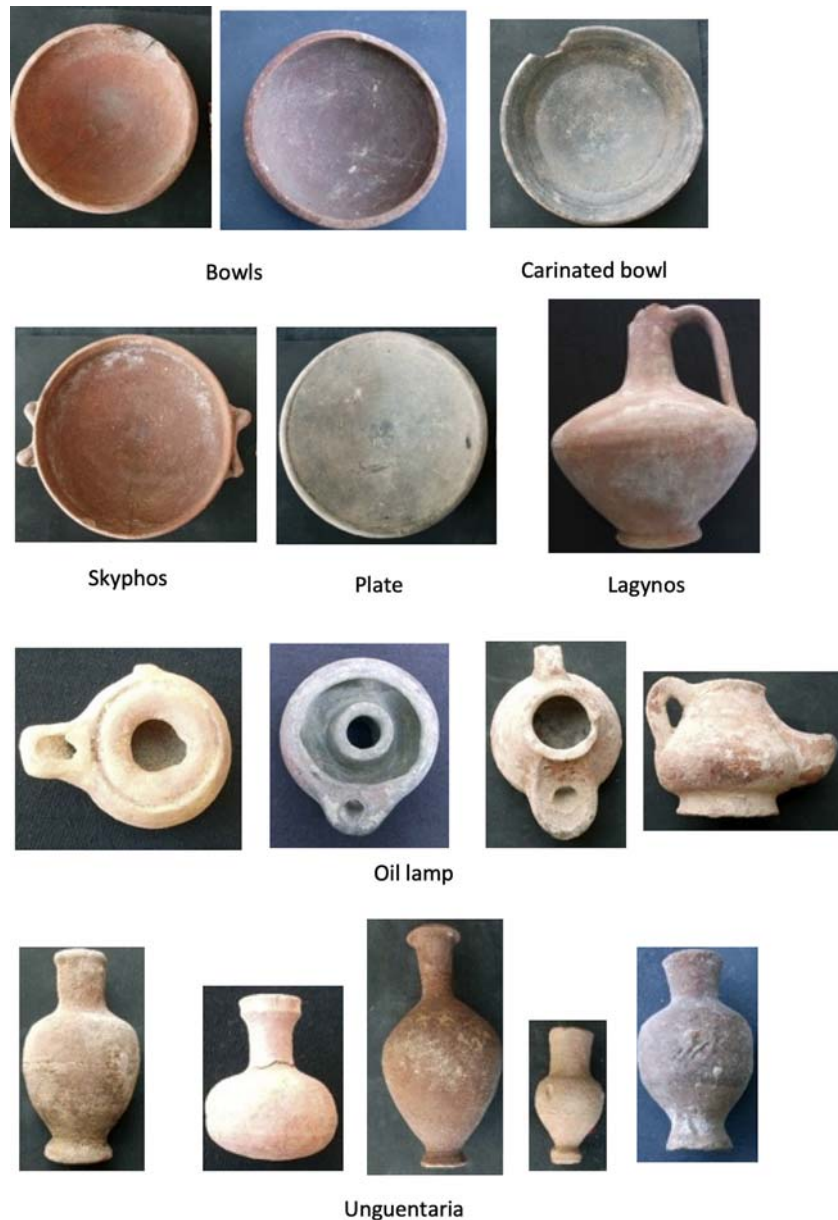 Bowls
Carinated bowl
Skyphos
Plate
Lagynos
Oil lamp
Unguentaria